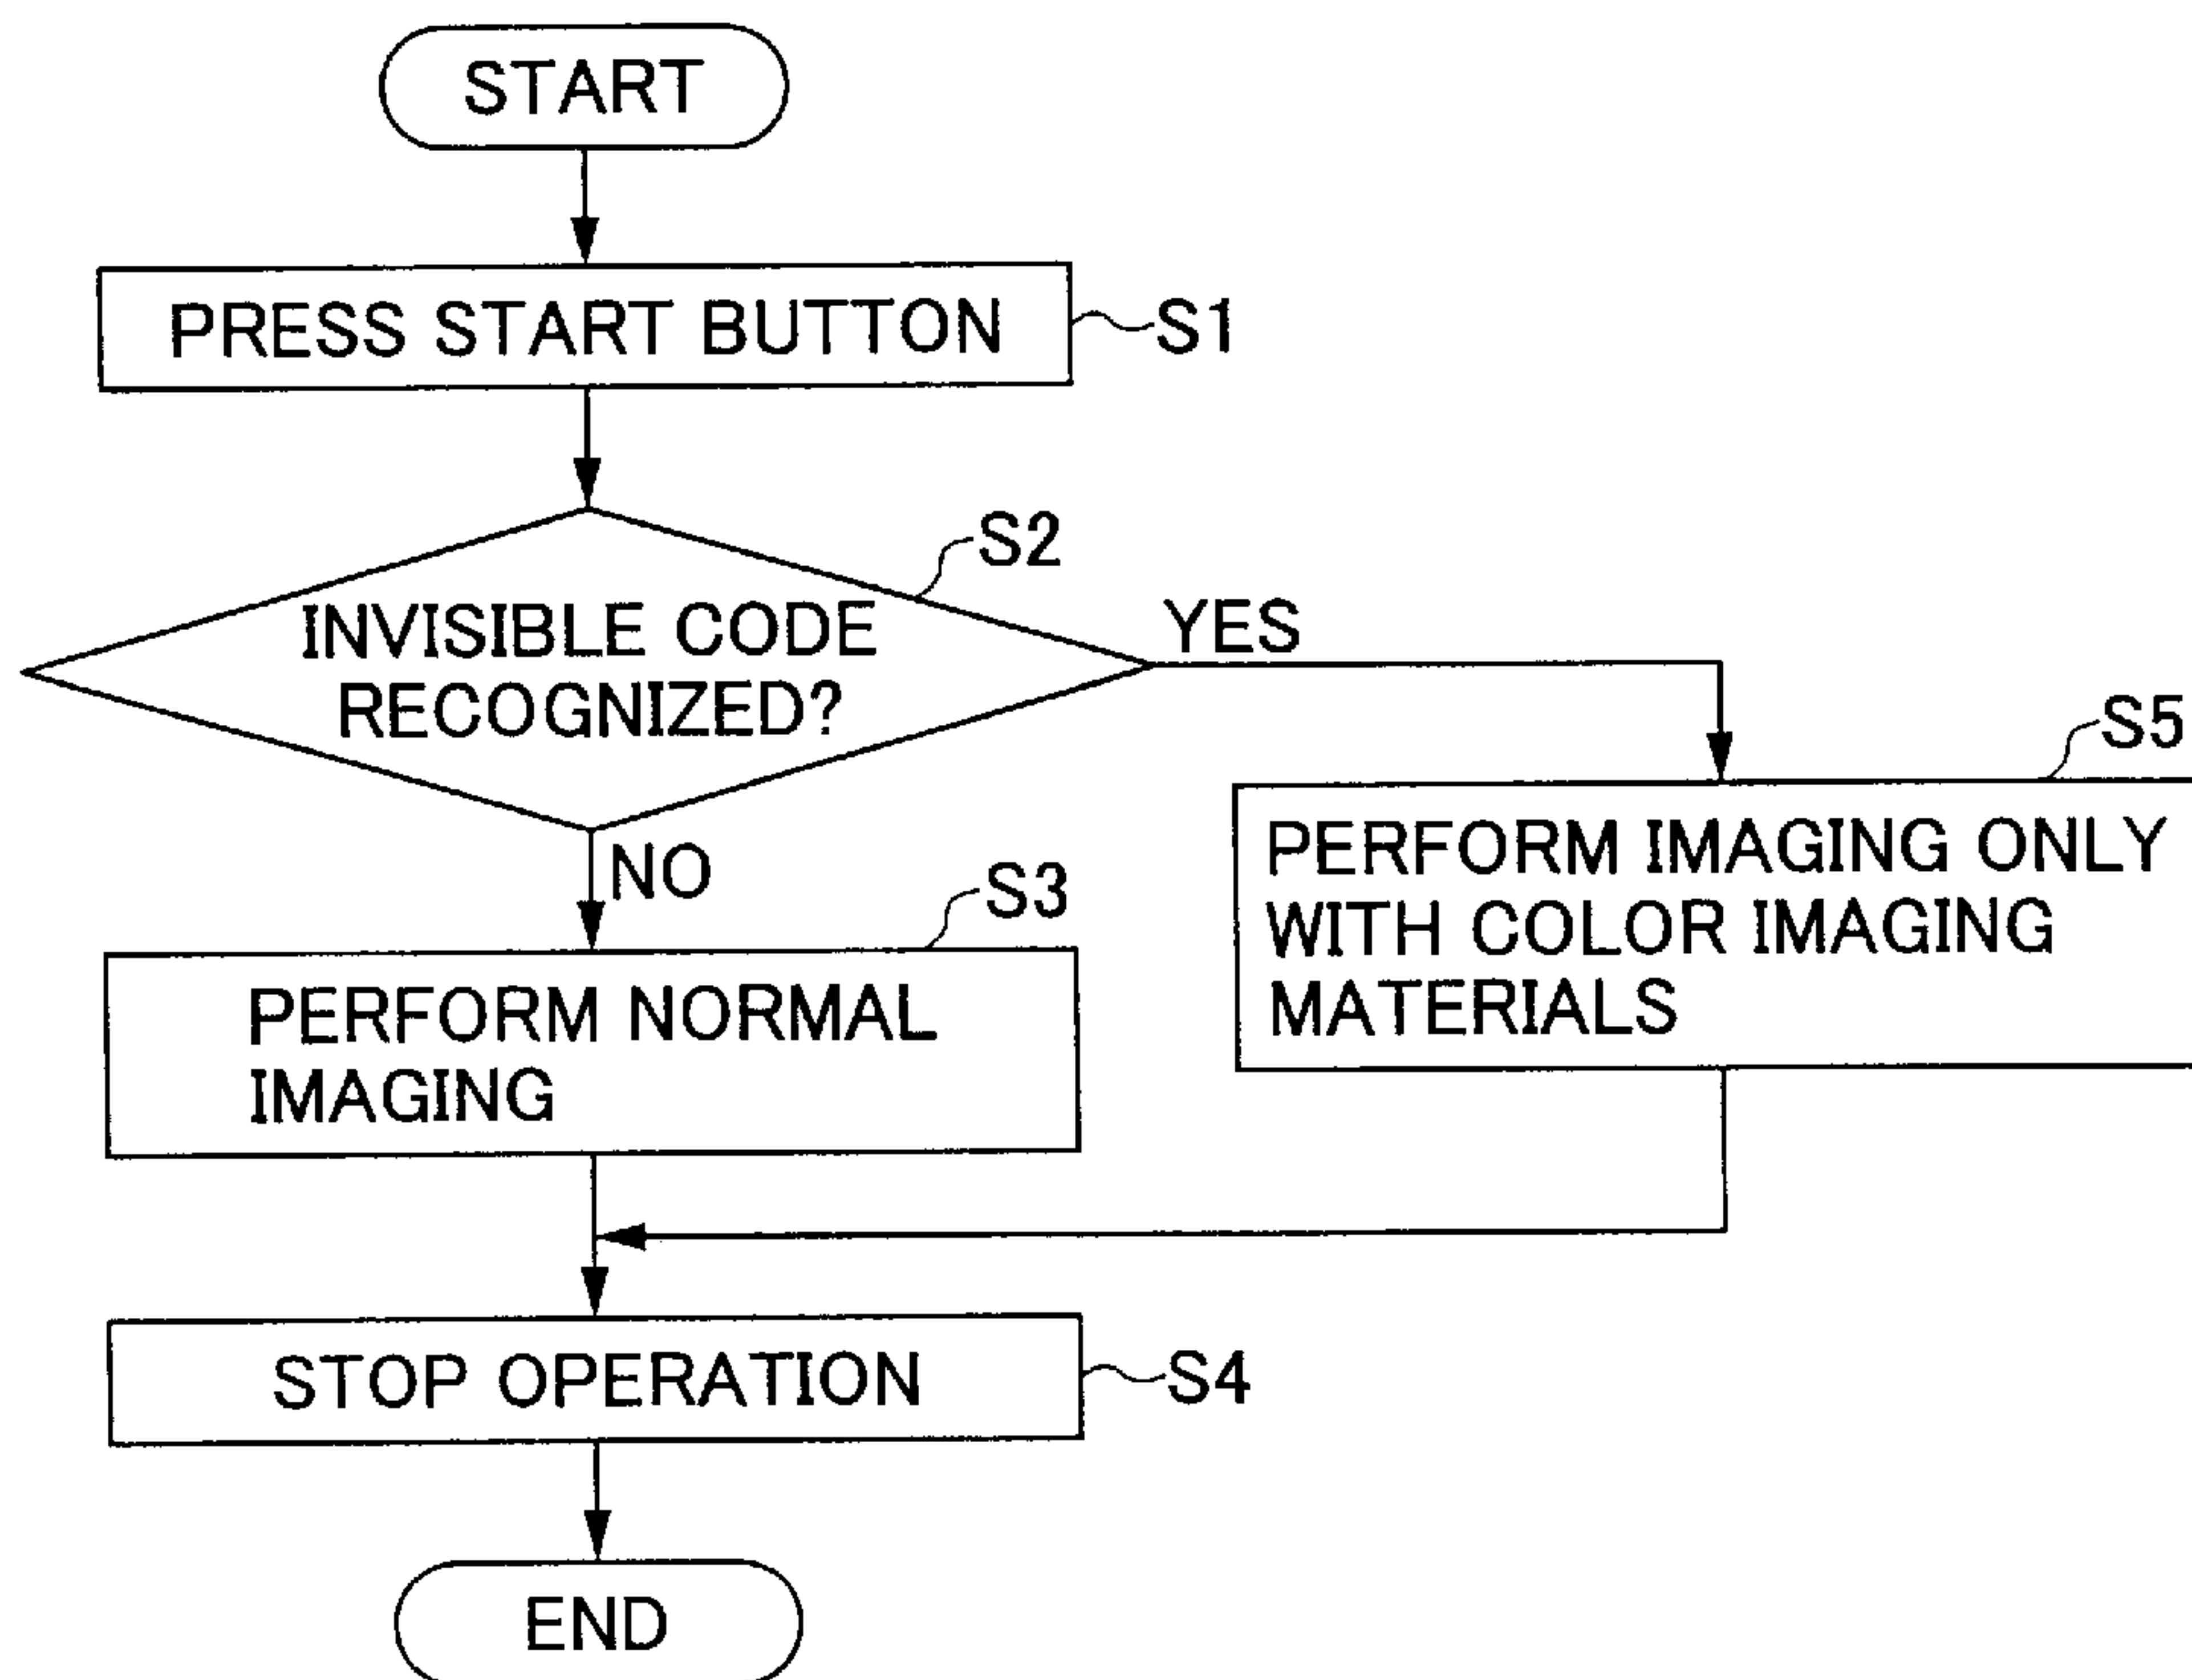 START
PRESS START BUTTON
S1
S2
INVISIBLE CODE
RECOGNIZED?
YES
NO
S5
PERFORM IMAGING ONLY
WITH COLOR IMAGING
MATERIALS
S3
PERFORM NORMAL
IMAGING
STOP OPERATION
S4
END